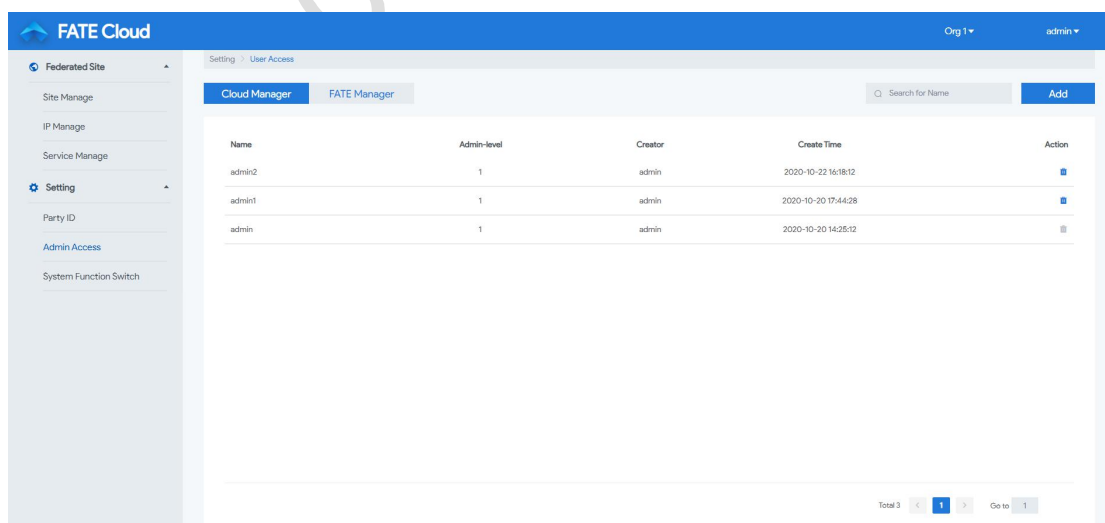 FATE Cloud
Org 1
admin
Federated Site
Site Manage
IP Manage
Service Manage
Setting
Party ID
Admin Access
System Function Switch
Setting > User Access
Cloud Manager FATE Manager
Search for Name
Add
Name Admin-level Creator Create Time Action
admin2 1 admin 2020-10-22 16:18:12
admin1 1 admin 2020-10-20 17:44:28
admin 1 admin 2020-10-20 14:25:12
Total 3 < 1 > Go to 1